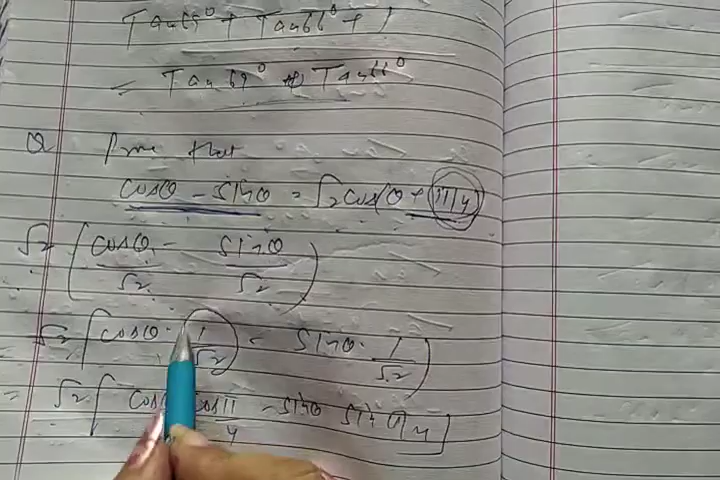 Tan69° + Tan66° + 1
= Tan69° Tan66°
Q Prove that
cosθ - sinθ = √2 cos(θ + π/4)
√2 ( cosθ/√2 - sinθ/√2 )
√2 ( cosθ · 1/√2 - sinθ · 1/√2 )
= √2 [ cos cosπ/4 - sinθ sin π/4 ]